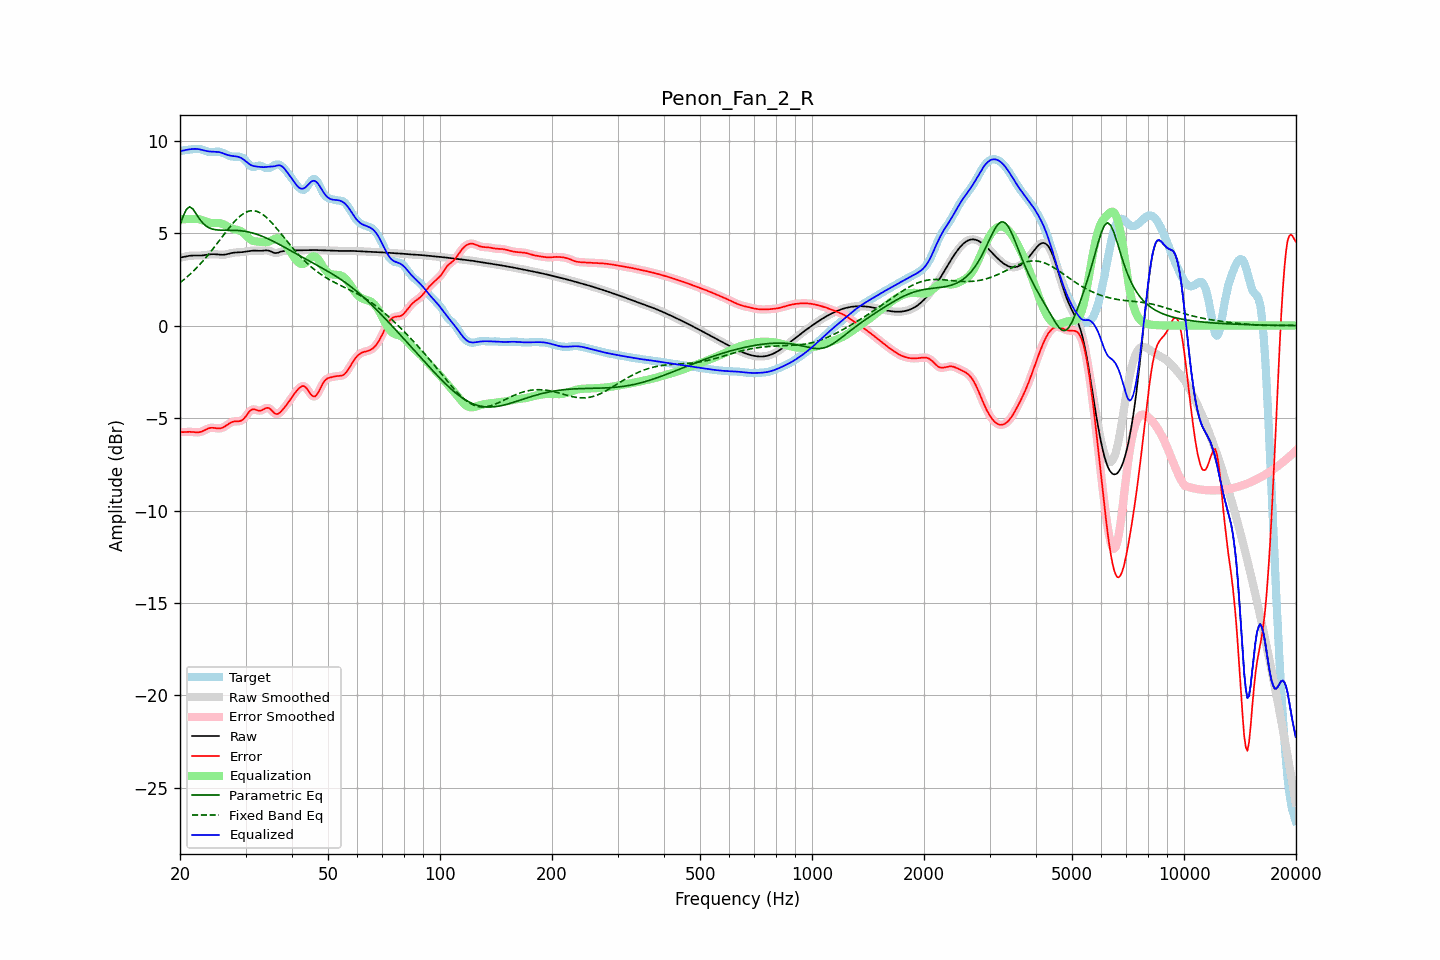 Penon_Fan_2_R
10
5
0
−5
−10
−15
−20
−25
Amplitude (dBr)
Target
Raw Smoothed
Error Smoothed
Raw
Error
Equalization
Parametric Eq
Fixed Band Eq
Equalized
20 50 100 200 500 1000 2000 5000 10000 20000
Frequency (Hz)